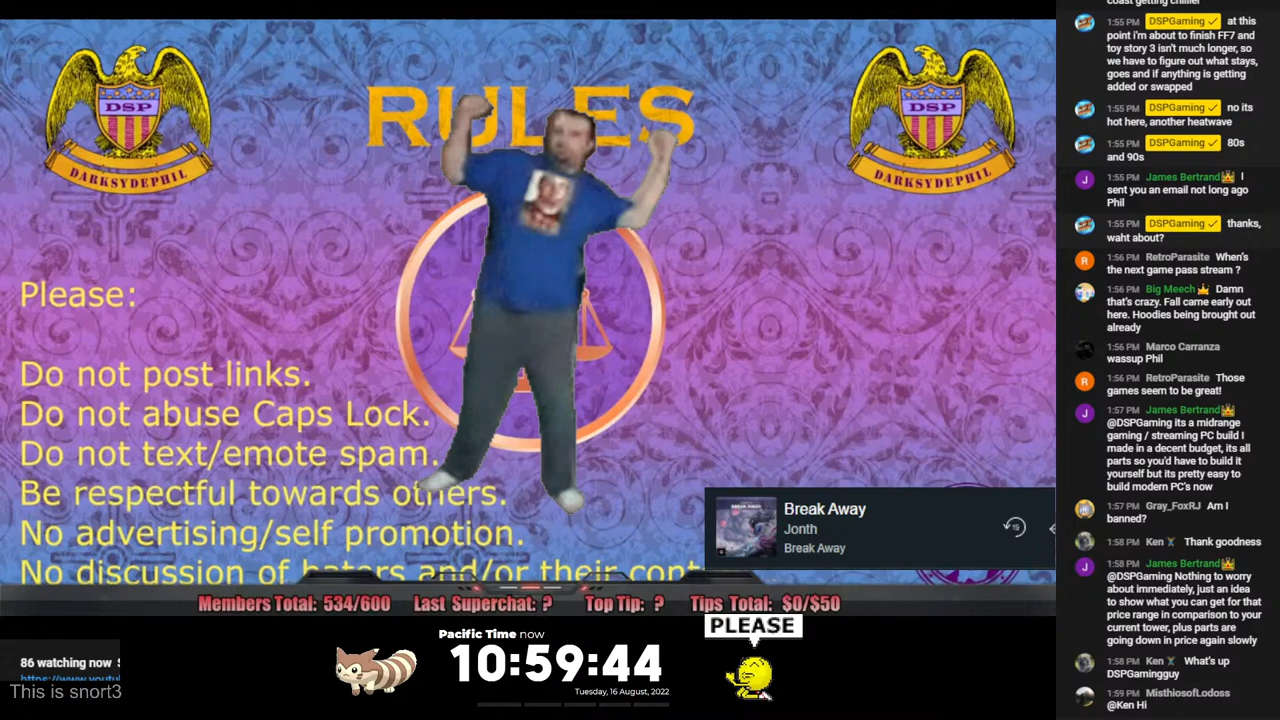 DSP
DARKSYDEPHIL
RULES
DSP
DARKSYDEPHIL
Please:
Do not post links.
Do not abuse Caps Lock.
Do not text/emote spam.
Be respectful towards others.
No advertising/self promotion.
No discussion of haters and/or their cont
Break Away
Jonth
Break Away
15
Members Total: 534/600
Last Superchat: ?
Top Tip: ?
Tips Total: $0/$50
Pacific Time now
10:59:44
Tuesday, 16 August, 2022
PLEASE
86 watching now
https://www.youtu
This is snort3
coast getting chillier
1:55 PM DSPGaming at this
point i'm about to finish FF7 and
toy story 3 isn't much longer, so
we have to figure out what stays,
goes and if anything is getting
added or swapped
1:55 PM DSPGaming no its
hot here, another heatwave
1:55 PM DSPGaming 80s
and 90s
1:55 PM James Bertrand I
sent you an email not long ago
Phil
1:55 PM DSPGaming thanks,
waht about?
1:56 PM RetroParasite When's
the next game pass stream ?
1:56 PM Big Meech Damn
that's crazy. Fall came early out
here. Hoodies being brought out
already
1:56 PM Marco Carranza
wassup Phil
1:56 PM RetroParasite Those
games seem to be great!
1:57 PM James Bertrand
@DSPGaming its a midrange
gaming / streaming PC build I
made in a decent budget, its all
parts so you'd have to build it
yourself but its pretty easy to
build modern PC's now
1:57 PM Gray_FoxRJ Am I
banned?
1:58 PM Ken Thank goodness
1:58 PM James Bertrand
@DSPGaming Nothing to worry
about immediately, just an idea
to show what you can get for that
price range in comparison to your
current tower, plus parts are
going down in price again slowly
1:58 PM Ken What's up
DSPGamingguy
1:59 PM MisthiosofLodoss
@Ken Hi